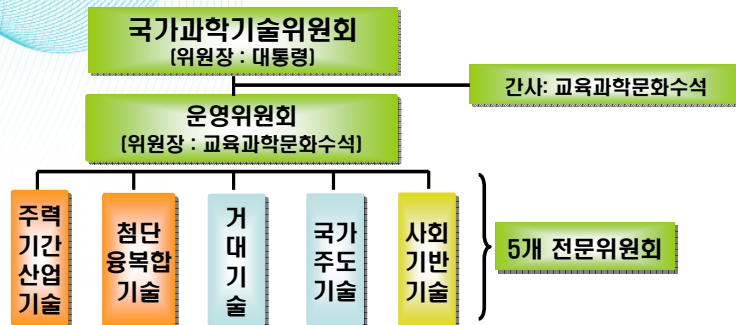 국가과학기술위원회
(위원장 : 대통령)
간사: 교육과학문화수석
운영위원회
(위원장 : 교육과학문화수석)
주력
기간
산업
기술
첨단
융복합
기술
거
대
기
술
국가
주도
기술
사회
기반
기술
5개 전문위원회